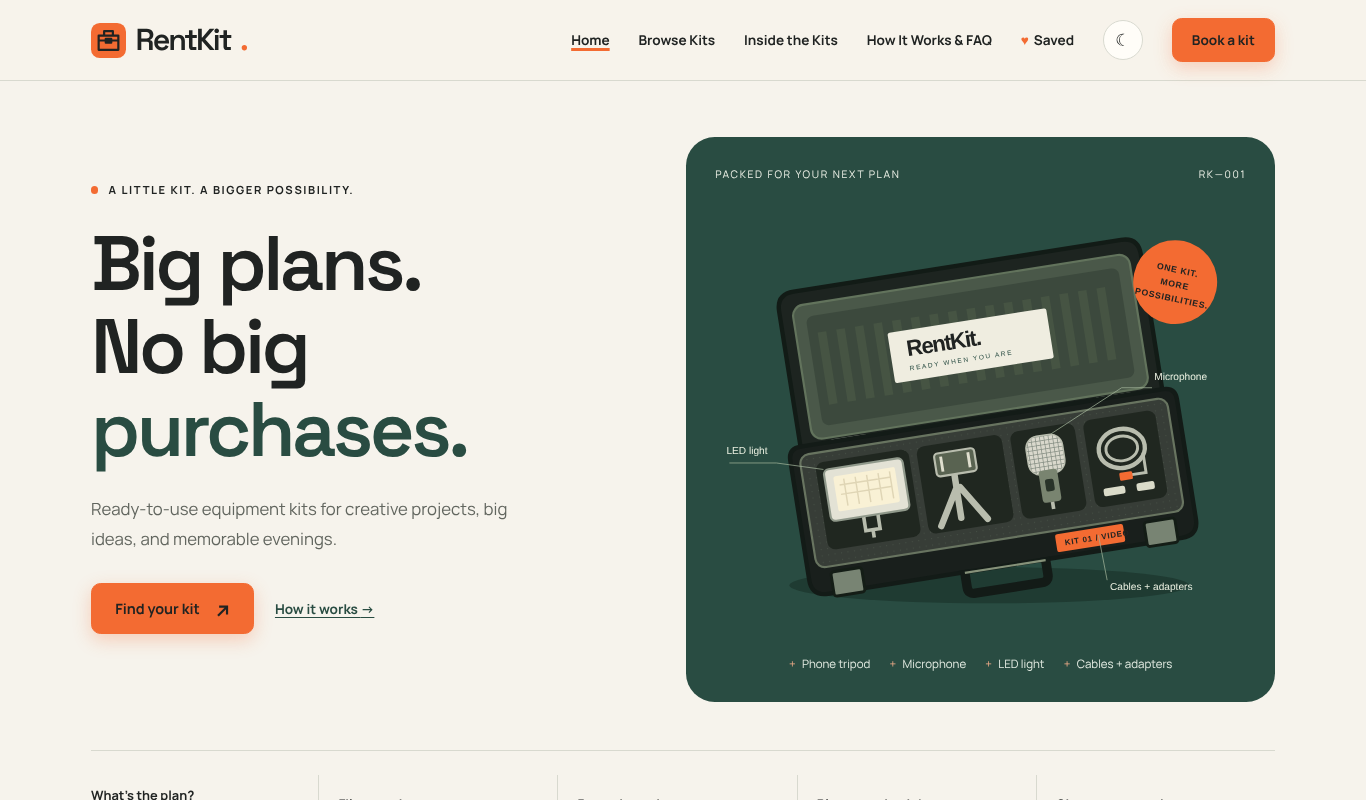 RentKit.
Home
Browse Kits
Inside the Kits
How It Works & FAQ
♥ Saved
Book a kit
A LITTLE KIT. A BIGGER POSSIBILITY.
Big plans.
No big
purchases.
Ready-to-use equipment kits for creative projects, big
ideas, and memorable evenings.
Find your kit
How it works →
PACKED FOR YOUR NEXT PLAN
RK—001
ONE KIT.
MORE
POSSIBILITIES.
RentKit.
READY WHEN YOU ARE
Microphone
LED light
KIT 01 / VIDEO
Cables + adapters
+ Phone tripod
+ Microphone
+ LED light
+ Cables + adapters
What's the plan?